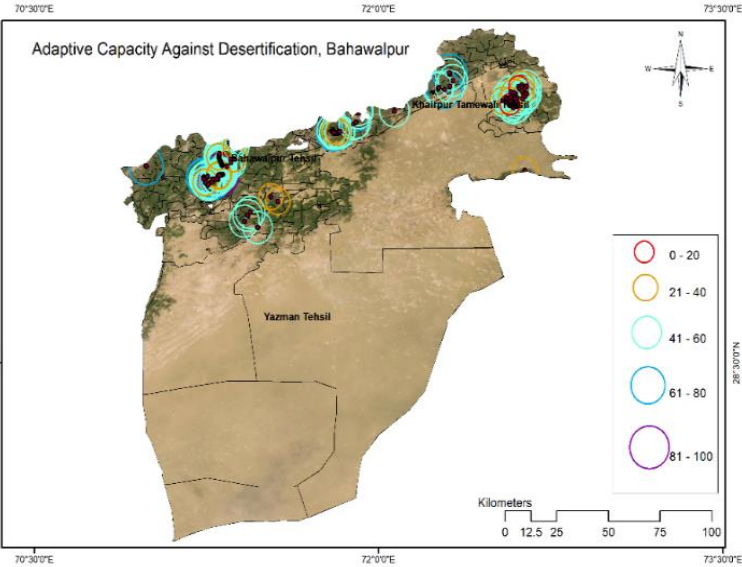 70°30'0"E 72°0'0"E 73°30'0"E
Adaptive Capacity Against Desertification, Bahawalpur
N
W E
S
Khairpur Tamewali Tehsil
Bahawalpur Tehsil
0 - 20
21 - 40
Yazman Tehsil
41 - 60
28°30'0"N
61 - 80
81 - 100
Kilometers
0 12.5 25 50 75 100
70°30'0"E 72°0'0"E 73°30'0"E